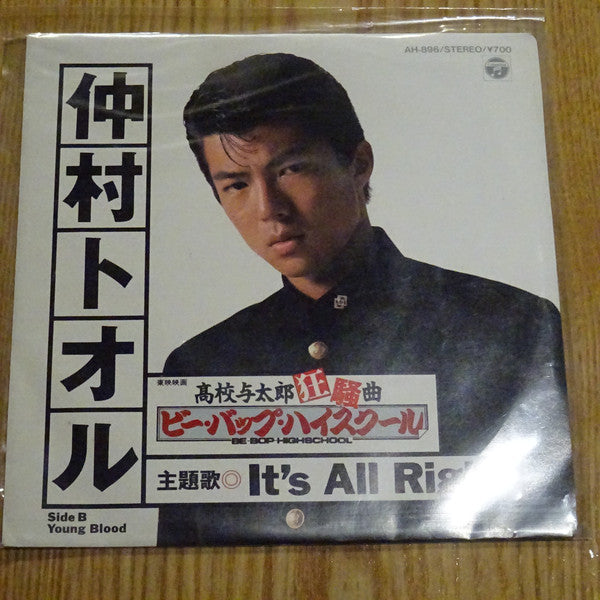 AH-896/STEREO/¥700
仲村トオル
東映映画
高校与太郎狂騒曲
ビー・バップ・ハイスクール
BE-BOP HIGHSCHOOL
主題歌◎ It's All Right
Side B
Young Blood